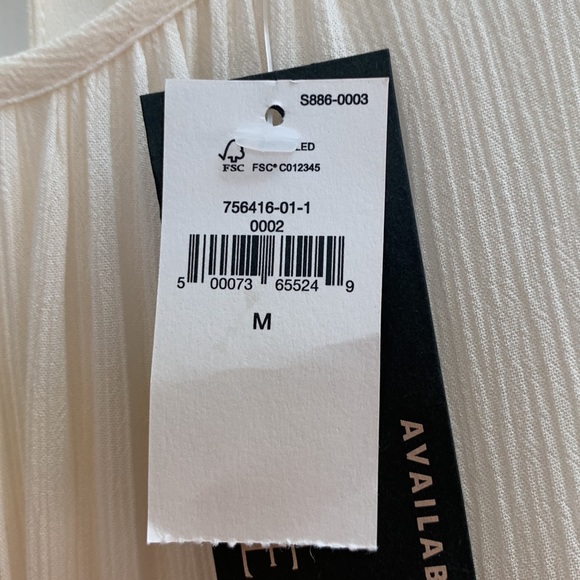 S886-0003
LED
FSC
FSC® C012345
756416-01-1
0002
5 00073 65524 9
M
AVAILAB